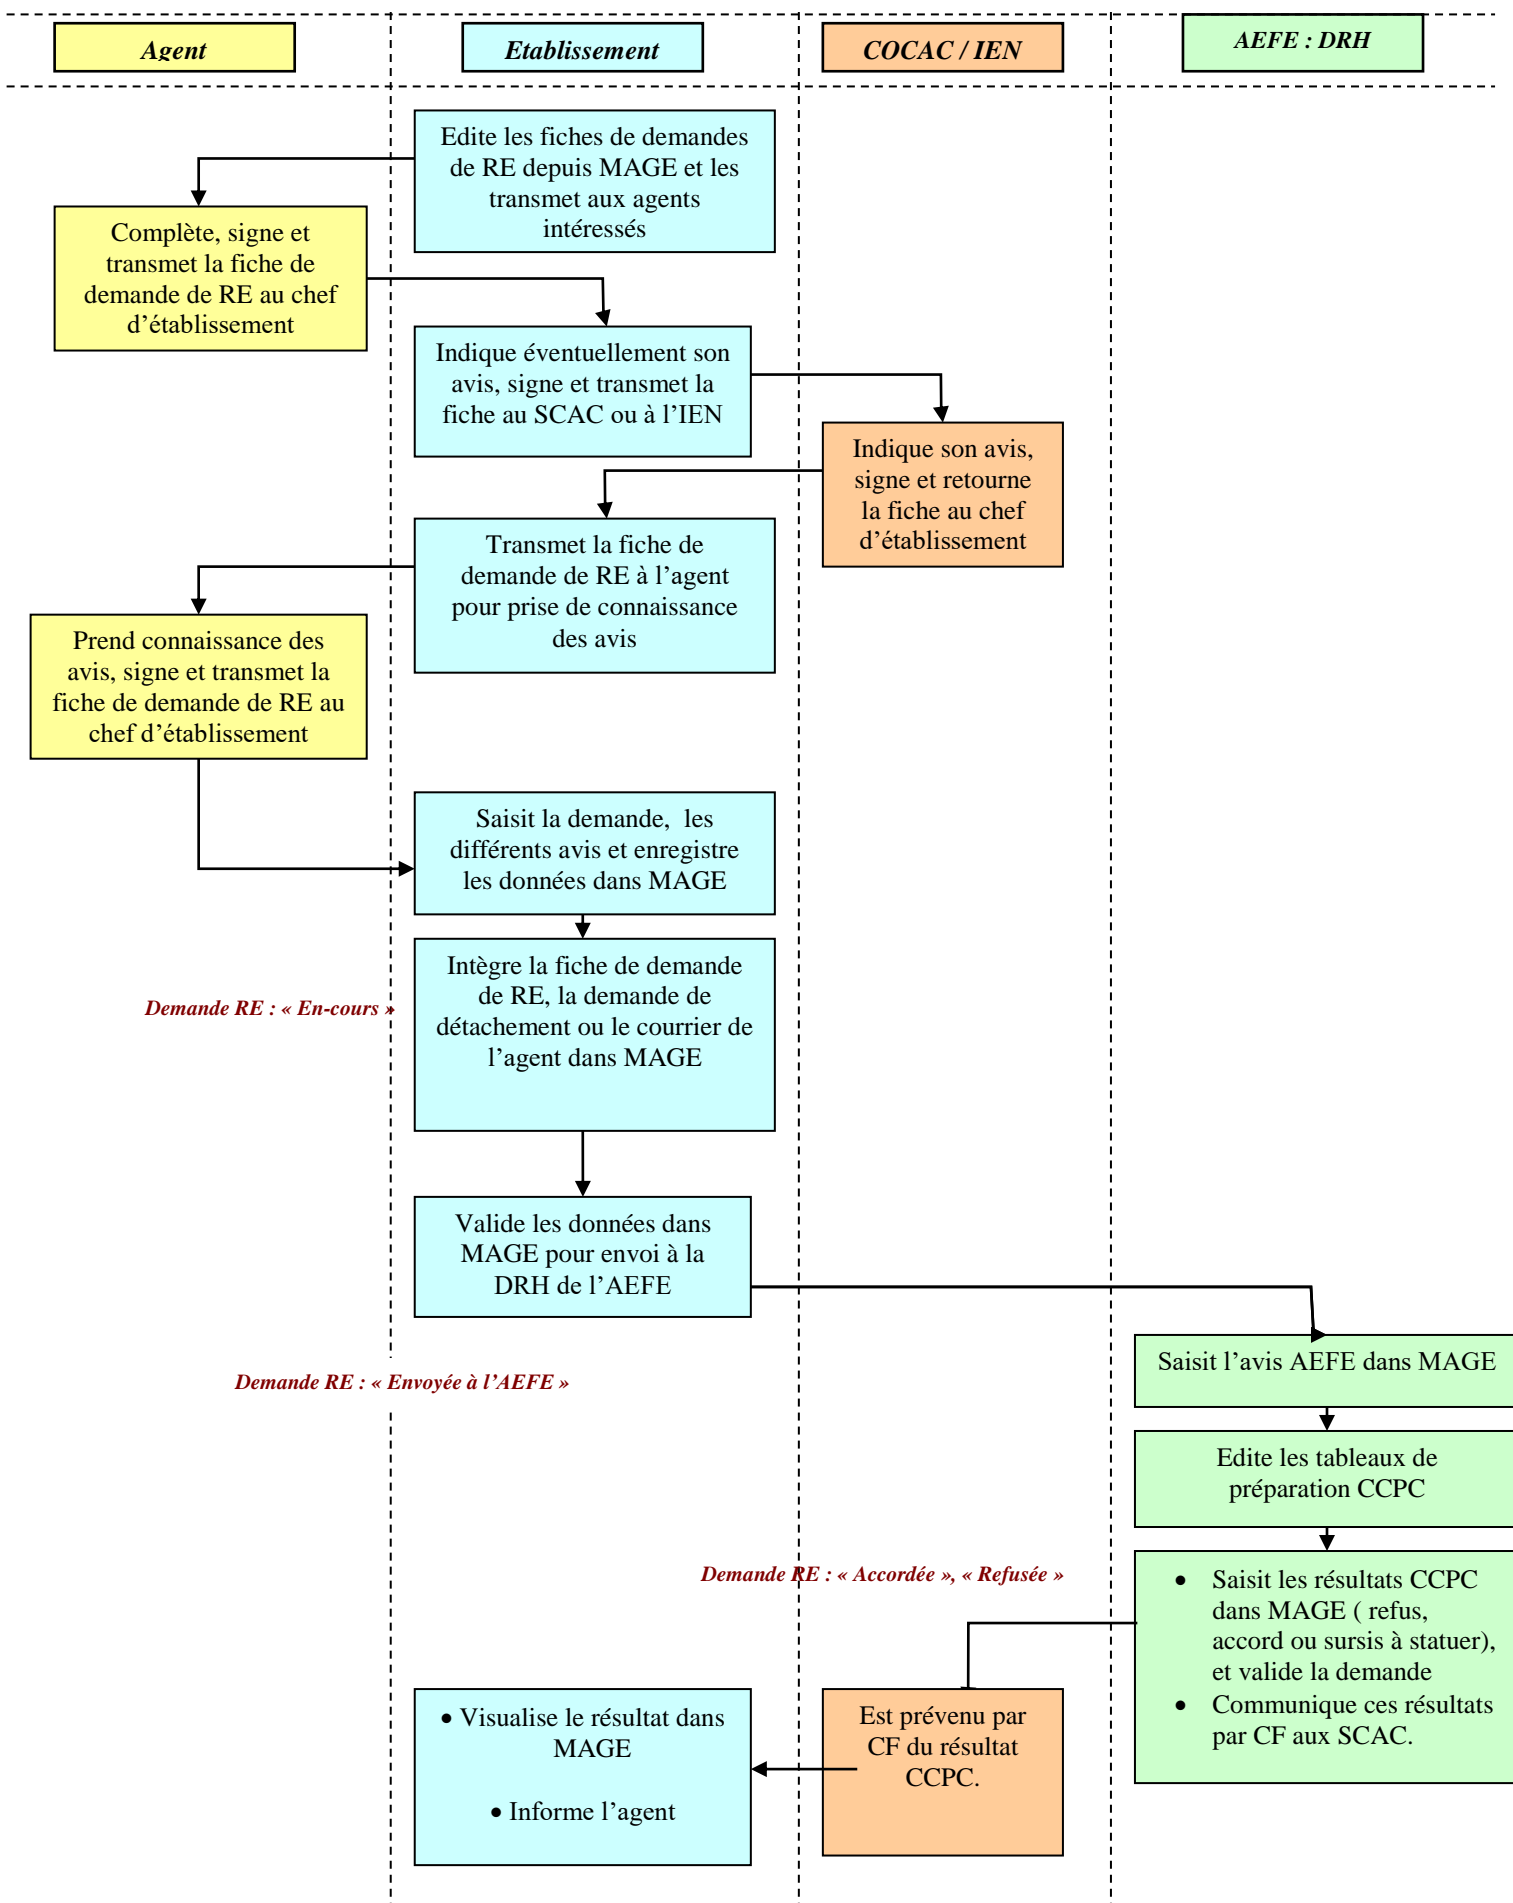 Agent
Etablissement
COCAC / IEN
AEFE : DRH
Edite les fiches de demandes
de RE depuis MAGE et les
transmet aux agents
intéressés
Complète, signe et
transmet la fiche de
demande de RE au chef
d’établissement
Indique éventuellement son
avis, signe et transmet la
fiche au SCAC ou à l’IEN
Indique son avis,
signe et retourne
la fiche au chef
d’établissement
Transmet la fiche de
demande de RE à l’agent
pour prise de connaissance
des avis
Prend connaissance des
avis, signe et transmet la
fiche de demande de RE au
chef d’établissement
Saisit la demande,  les
différents avis et enregistre
les données dans MAGE
Intègre la fiche de demande
de RE, la demande de
détachement ou le courrier de
l’agent dans MAGE
Demande RE : « En-cours »
Valide les données dans
MAGE pour envoi à la
DRH de l’AEFE
Saisit l’avis AEFE dans MAGE
Demande RE : « Envoyée à l’AEFE »
Edite les tableaux de
préparation CCPC
Demande RE : « Accordée », « Refusée »
• Saisit les résultats CCPC
dans MAGE ( refus,
accord ou sursis à statuer),
et valide la demande
• Communique ces résultats
par CF aux SCAC.
Est prévenu par
CF du résultat
CCPC.
• Visualise le résultat dans
MAGE
• Informe l’agent